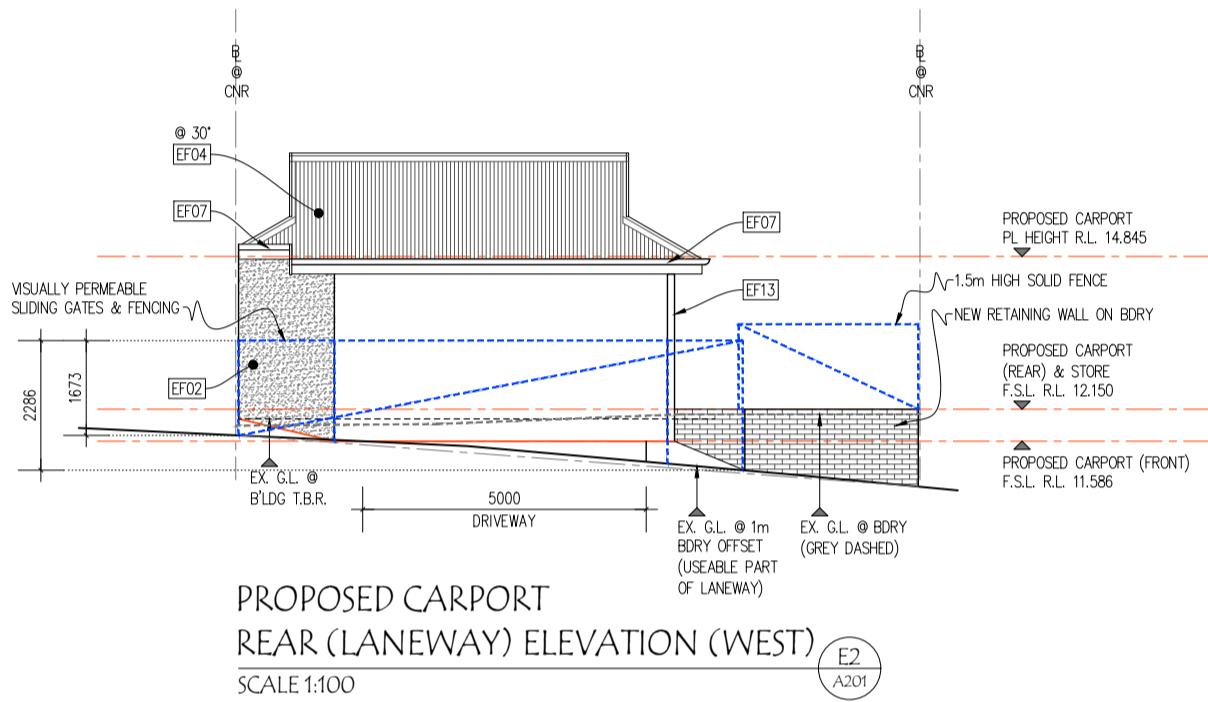 B
@
CNR
B
@
CNR
@ 30°
EF04
EF07
EF07
PROPOSED CARPORT
PL HEIGHT R.L. 14.845
VISUALLY PERMEABLE
SLIDING GATES & FENCING
EF13
1.5m HIGH SOLID FENCE
NEW RETAINING WALL ON BDRY
PROPOSED CARPORT
(REAR) & STORE
F.S.L. R.L. 12.150
2286
1673
EF02
PROPOSED CARPORT (FRONT)
F.S.L. R.L. 11.586
EX. G.L. @
B'LDG T.B.R.
5000
DRIVEWAY
EX. G.L. @ 1m
BDRY OFFSET
(USEABLE PART
OF LANEWAY)
EX. G.L. @ BDRY
(GREY DASHED)
PROPOSED CARPORT
REAR (LANEWAY) ELEVATION (WEST)
E2
A201
SCALE 1:100